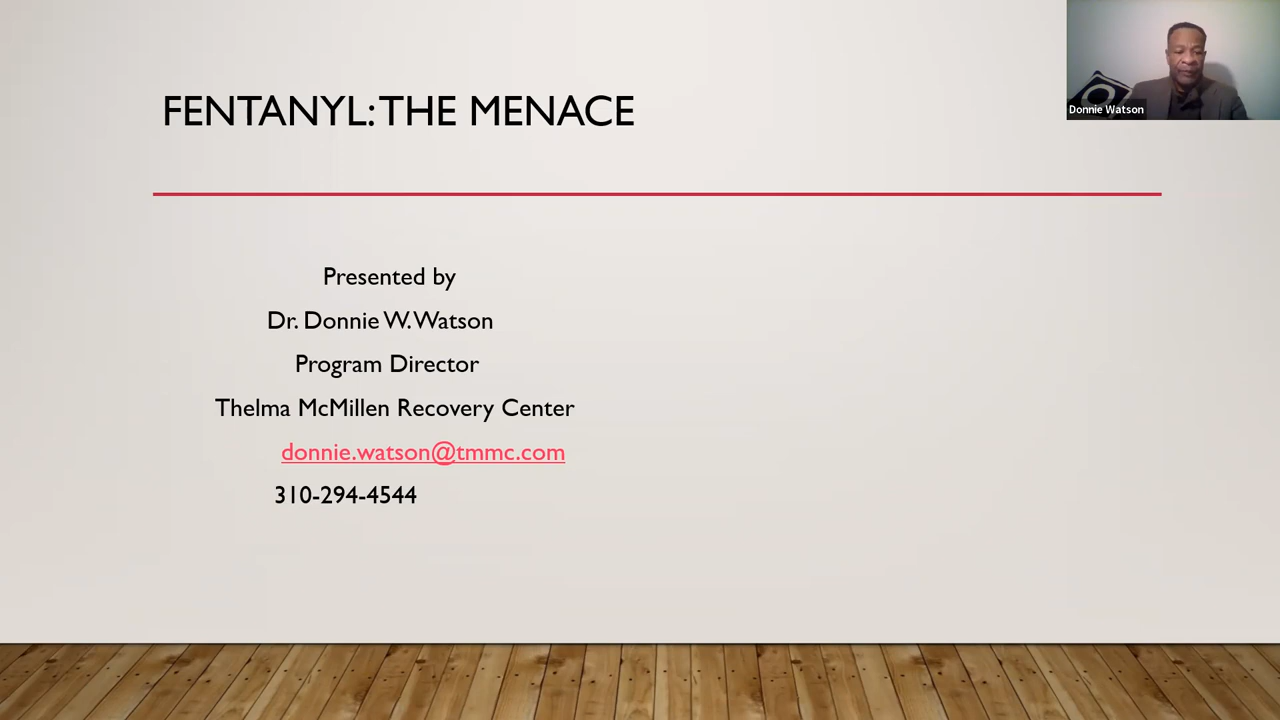 FENTANYL: THE MENACE
Donnie Watson
Presented by
Dr. Donnie W. Watson
Program Director
Thelma McMillen Recovery Center
donnie.watson@tmmc.com
310-294-4544